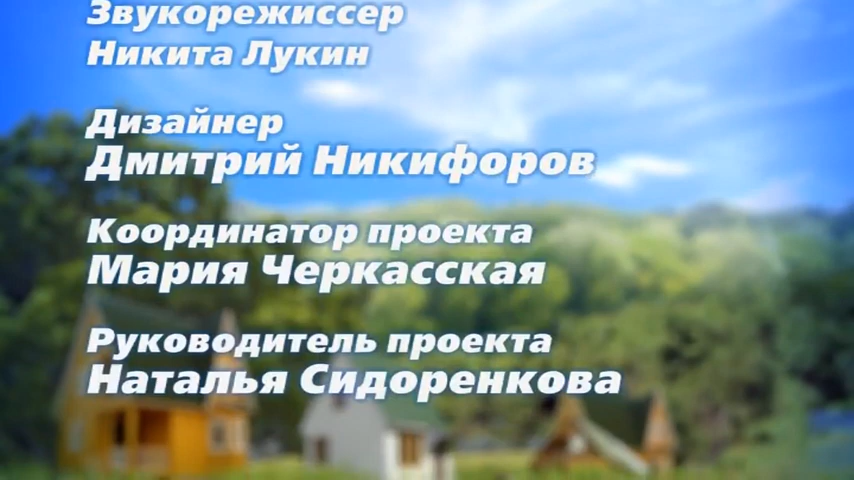 Звукорежиссер
Никита Лукин
Дизайнер
Дмитрий Никифоров
Координатор проекта
Мария Черкасская
Руководитель проекта
Наталья Сидоренкова